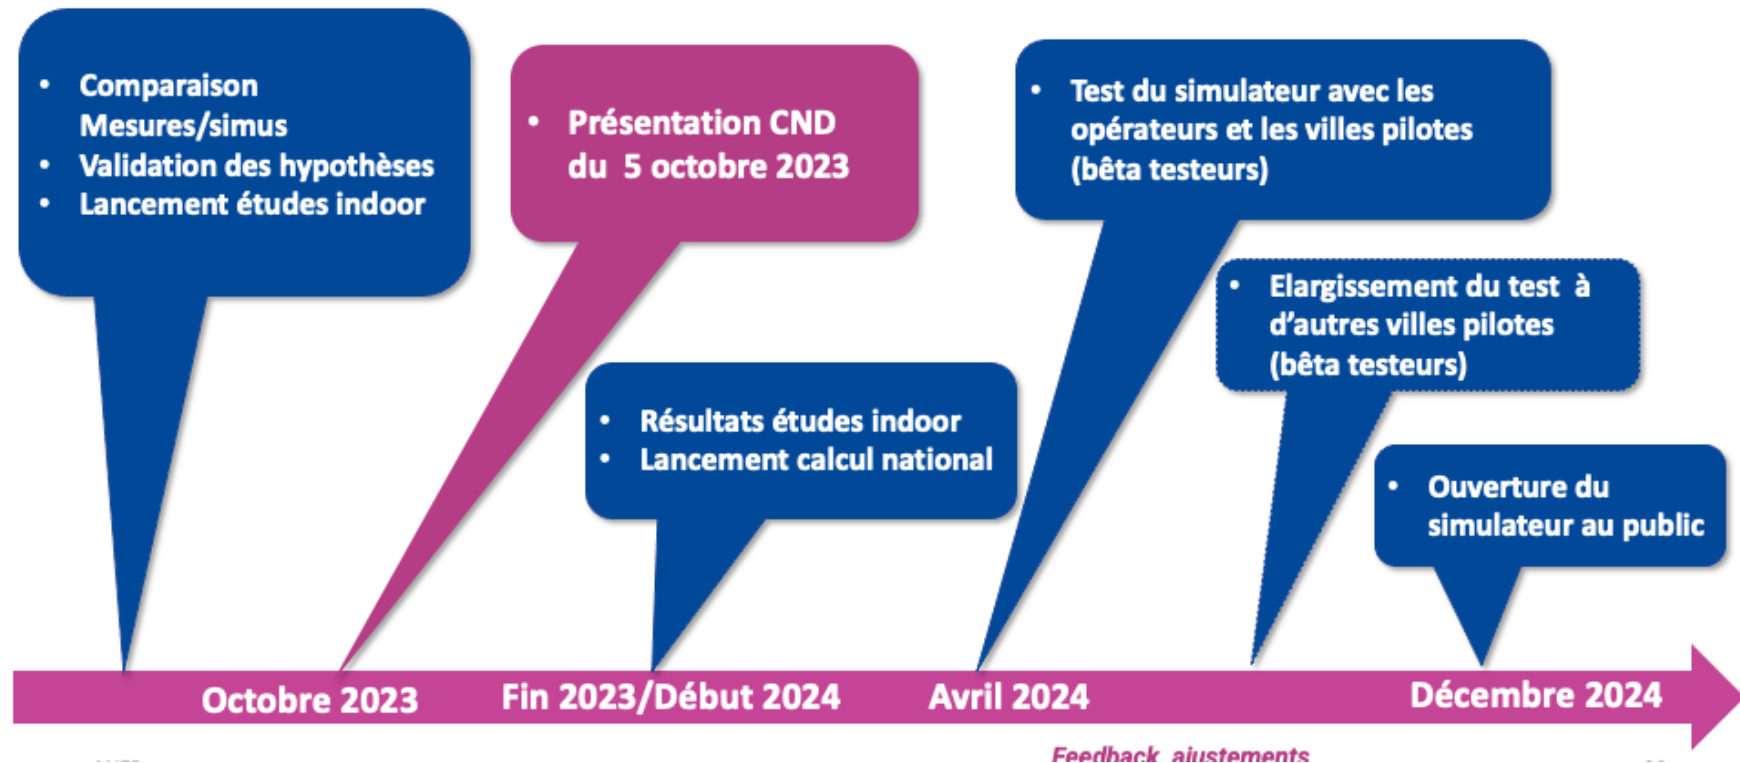 • Comparaison
Mesures/simus
• Validation des hypothèses
• Lancement études indoor
• Présentation CND
du 5 octobre 2023
• Test du simulateur avec les
opérateurs et les villes pilotes
(bêta testeurs)
• Elargissement du test à
d'autres villes pilotes
(bêta testeurs)
• Résultats études indoor
• Lancement calcul national
• Ouverture du
simulateur au public
Octobre 2023
Fin 2023/Début 2024
Avril 2024
Décembre 2024
Feedback, ajustements